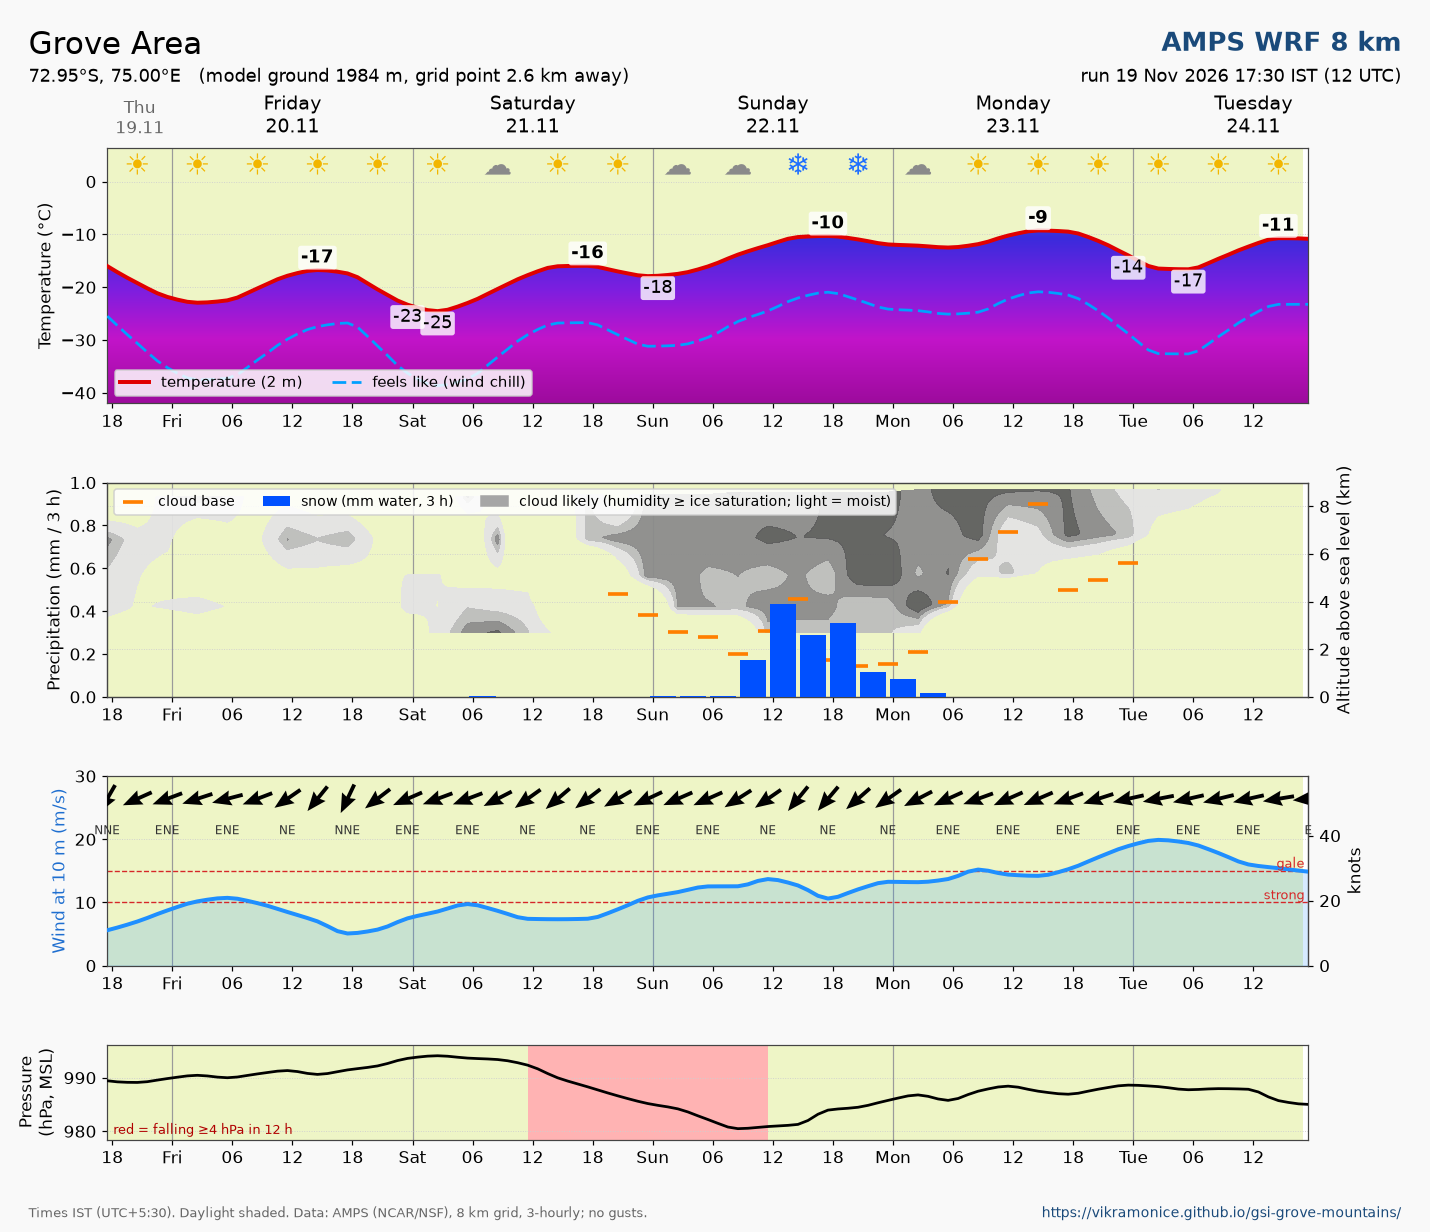 Grove Area
AMPS WRF 8 km
72.95°S, 75.00°E (model ground 1984 m, grid point 2.6 km away)
run 19 Nov 2026 17:30 IST (12 UTC)
Thu Friday Saturday Sunday Monday Tuesday
19.11 20.11 21.11 22.11 23.11 24.11
Temperature (°C)
0
−10
−20
−30
−40
-17
-23
-25
-16
-18
-10
-9
-14
-17
-11
temperature (2 m) feels like (wind chill)
18 Fri 06 12 18 Sat 06 12 18 Sun 06 12 18 Mon 06 12 18 Tue 06 12
Precipitation (mm / 3 h)
1.0
0.8
0.6
0.4
0.2
0.0
cloud base snow (mm water, 3 h) cloud likely (humidity ≥ ice saturation; light = moist)
8
6
4
2
0
Altitude above sea level (km)
18 Fri 06 12 18 Sat 06 12 18 Sun 06 12 18 Mon 06 12 18 Tue 06 12
Wind at 10 m (m/s)
30
20
10
0
NNE ENE ENE NE NNE ENE ENE NE NE ENE ENE NE NE NE ENE ENE ENE ENE ENE ENE E
gale
strong
40
20
0
knots
18 Fri 06 12 18 Sat 06 12 18 Sun 06 12 18 Mon 06 12 18 Tue 06 12
Pressure
(hPa, MSL)
990
980
red = falling ≥4 hPa in 12 h
18 Fri 06 12 18 Sat 06 12 18 Sun 06 12 18 Mon 06 12 18 Tue 06 12
Times IST (UTC+5:30). Daylight shaded. Data: AMPS (NCAR/NSF), 8 km grid, 3-hourly; no gusts.
https://vikramonice.github.io/gsi-grove-mountains/